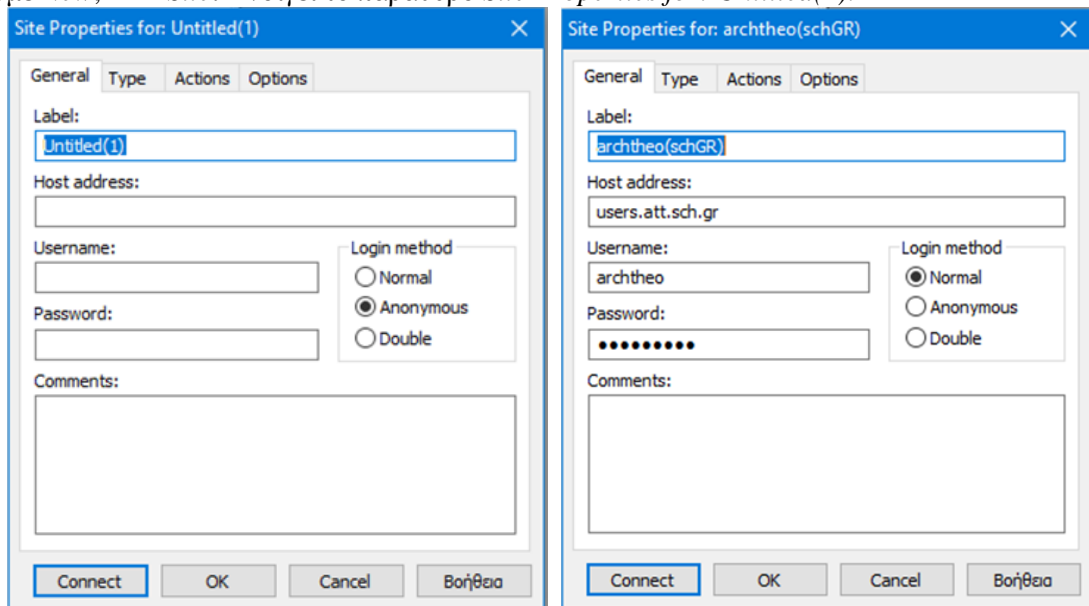 Site Properties for: Untitled(1)
General Type Actions Options
Label:
Untitled(1)
Host address:
Username:
Login method
Normal
Anonymous
Password:
Double
Comments:
Connect OK Cancel Βοήθεια
Site Properties for: archtheo(schGR)
General Type Actions Options
Label:
archtheo(schGR)
Host address:
users.att.sch.gr
Username:
Login method
archtheo
Normal
Anonymous
Password:
Double
•••••••••
Comments:
Connect OK Cancel Βοήθεια